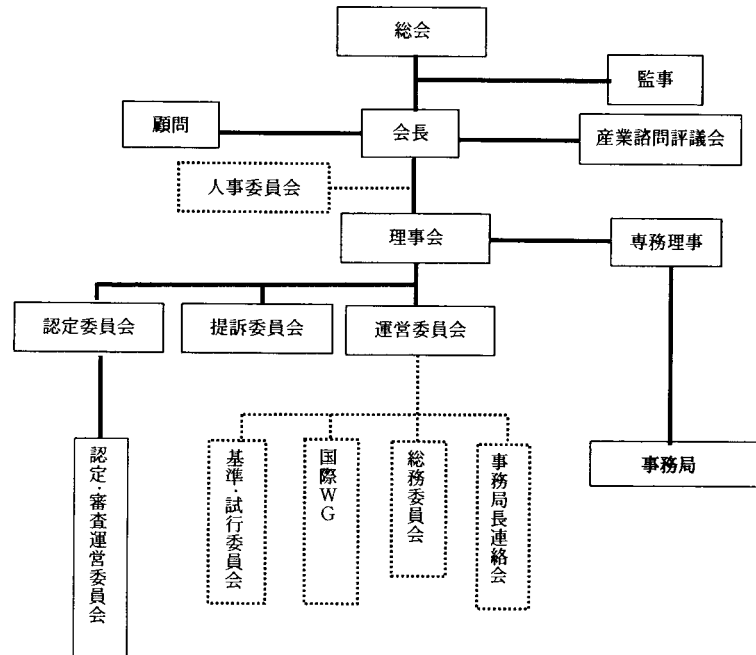 総会
監事
顧問
会長
産業諮問評議会
人事委員会
理事会
専務理事
認定委員会
提訴委員会
運営委員会
認定・審査運営委員会
基準・試行委員会
国際WG
総務委員会
事務局長連絡会
事務局